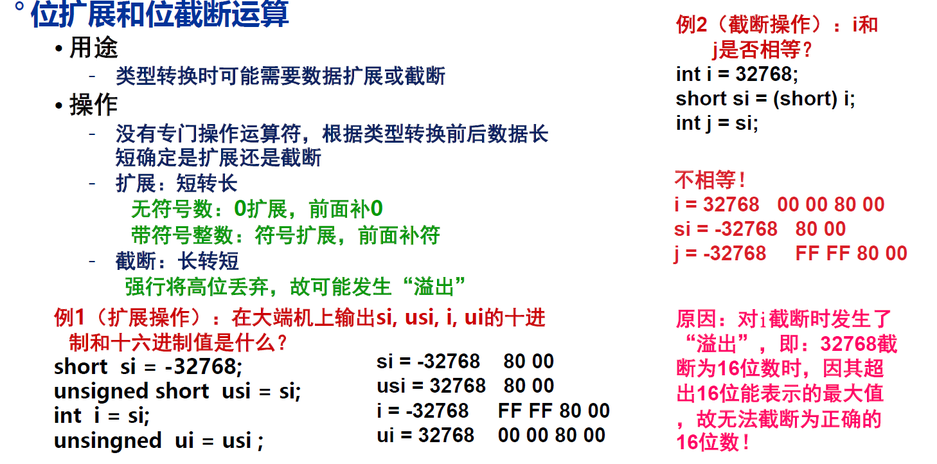 ° 位扩展和位截断运算
• 用途
- 类型转换时可能需要数据扩展或截断
• 操作
- 没有专门操作运算符，根据类型转换前后数据长
短确定是扩展还是截断
- 扩展：短转长
无符号数：0扩展，前面补0
带符号整数：符号扩展，前面补符
- 截断：长转短
强行将高位丢弃，故可能发生“溢出”
例1（扩展操作）：在大端机上输出si, usi, i, ui的十进
制和十六进制值是什么？
short si = -32768;
unsigned short usi = si;
int i = si;
unsingned ui = usi ;
si = -32768 80 00
usi = 32768 80 00
i = -32768 FF FF 80 00
ui = 32768 00 00 80 00
例2（截断操作）：i和
j是否相等？
int i = 32768;
short si = (short) i;
int j = si;
不相等！
i = 32768 00 00 80 00
si = -32768 80 00
j = -32768 FF FF 80 00
原因：对i截断时发生了
“溢出”，即：32768截
断为16位数时，因其超
出16位能表示的最大值
，故无法截断为正确的
16位数！